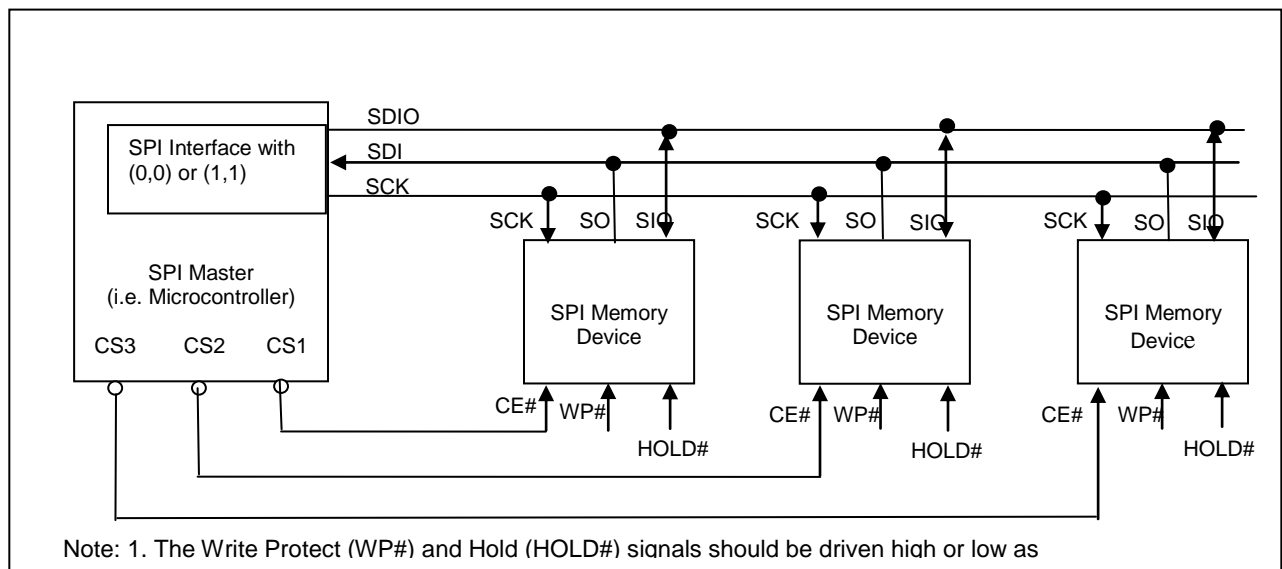 SDIO
SPI Interface with
(0,0) or (1,1)
SDI
SCK
SCK SO SIO SCK SO SIO SCK SO SIO
SPI Master
(i.e. Microcontroller)
SPI Memory
Device
SPI Memory
Device
SPI Memory
Device
CS3 CS2 CS1
CE# WP# CE# WP# CE# WP#
HOLD# HOLD# HOLD#
Note: 1. The Write Protect (WP#) and Hold (HOLD#) signals should be driven high or low as